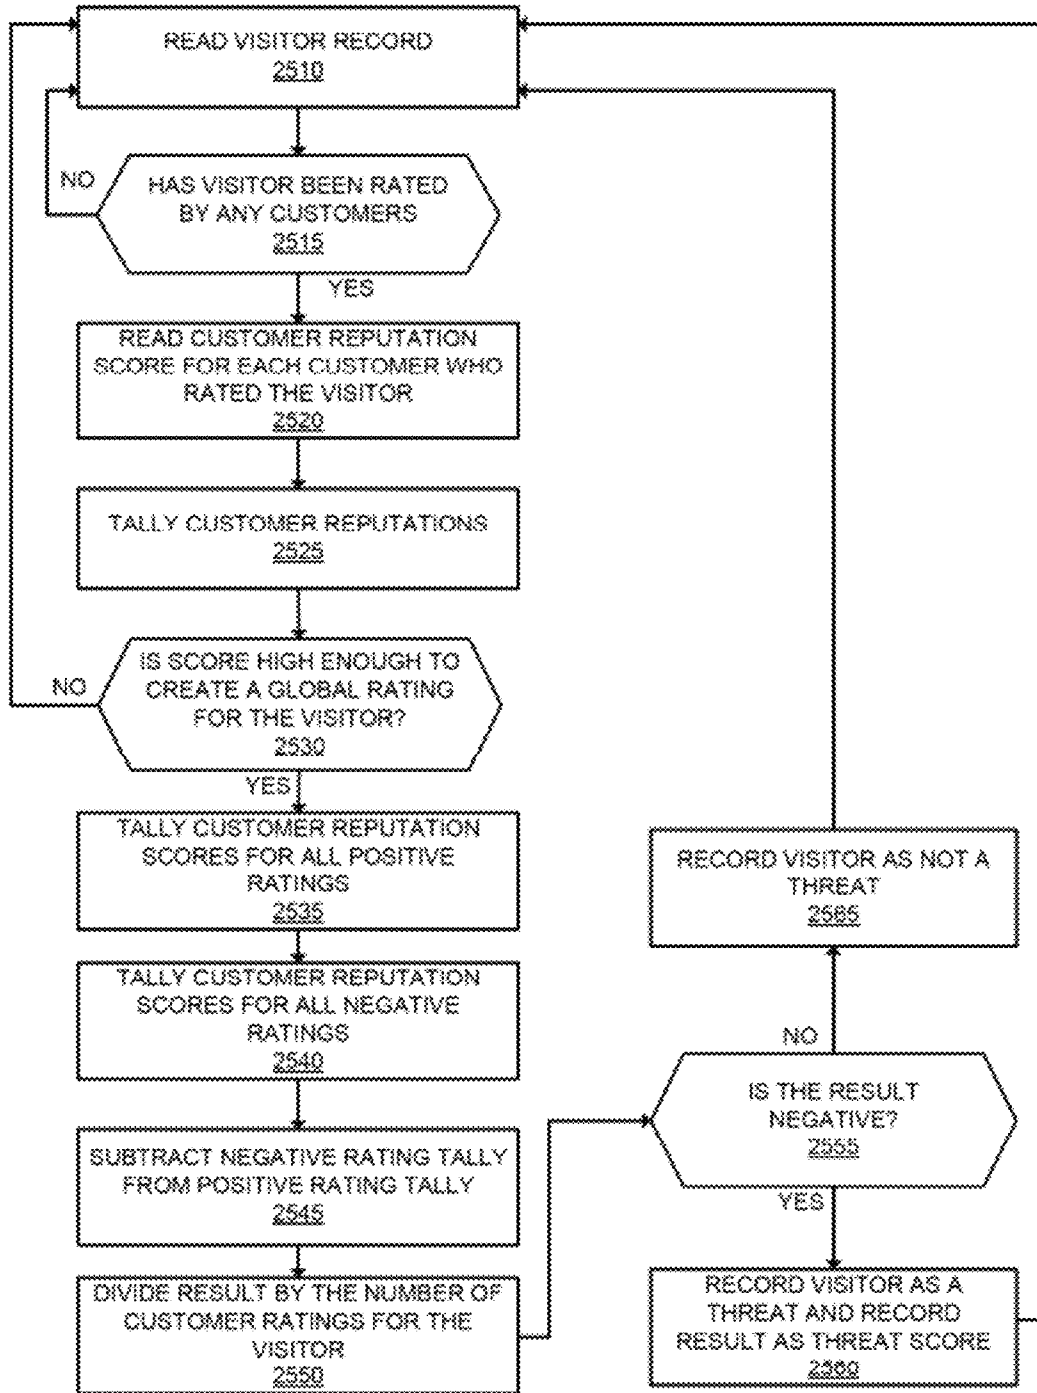 READ VISITOR RECORD
2510
NO
HAS VISITOR BEEN RATED
BY ANY CUSTOMERS
2515
YES
READ CUSTOMER REPUTATION
SCORE FOR EACH CUSTOMER WHO
RATED THE VISITOR
2520
TALLY CUSTOMER REPUTATIONS
2525
IS SCORE HIGH ENOUGH TO
CREATE A GLOBAL RATING
FOR THE VISITOR?
2530
NO
YES
TALLY CUSTOMER REPUTATION
SCORES FOR ALL POSITIVE
RATINGS
2535
TALLY CUSTOMER REPUTATION
SCORES FOR ALL NEGATIVE
RATINGS
2540
SUBTRACT NEGATIVE RATING TALLY
FROM POSITIVE RATING TALLY
2545
DIVIDE RESULT BY THE NUMBER OF
CUSTOMER RATINGS FOR THE
VISITOR
2550
RECORD VISITOR AS NOT A
THREAT
2565
NO
IS THE RESULT
NEGATIVE?
2555
YES
RECORD VISITOR AS A
THREAT AND RECORD
RESULT AS THREAT SCORE
2560